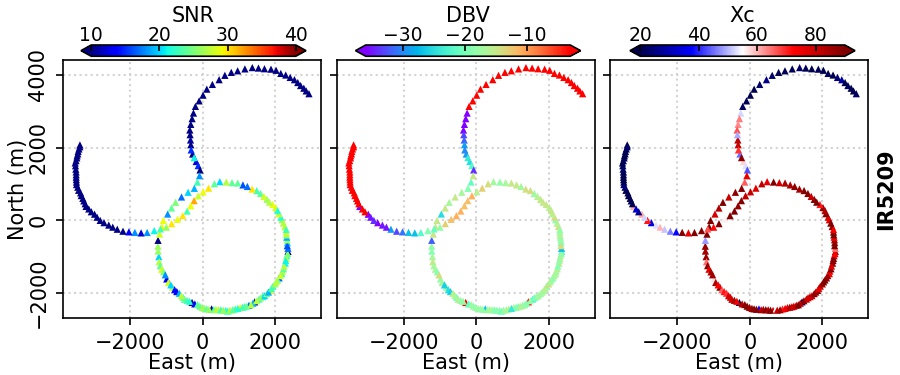 SNR
10 20 30 40
DBV
−30 −20 −10
Xc
20 40 60 80
North (m)
4000
2000
0
−2000
−2000 0 2000
East (m)
−2000 0 2000
East (m)
−2000 0 2000
East (m)
IR5209